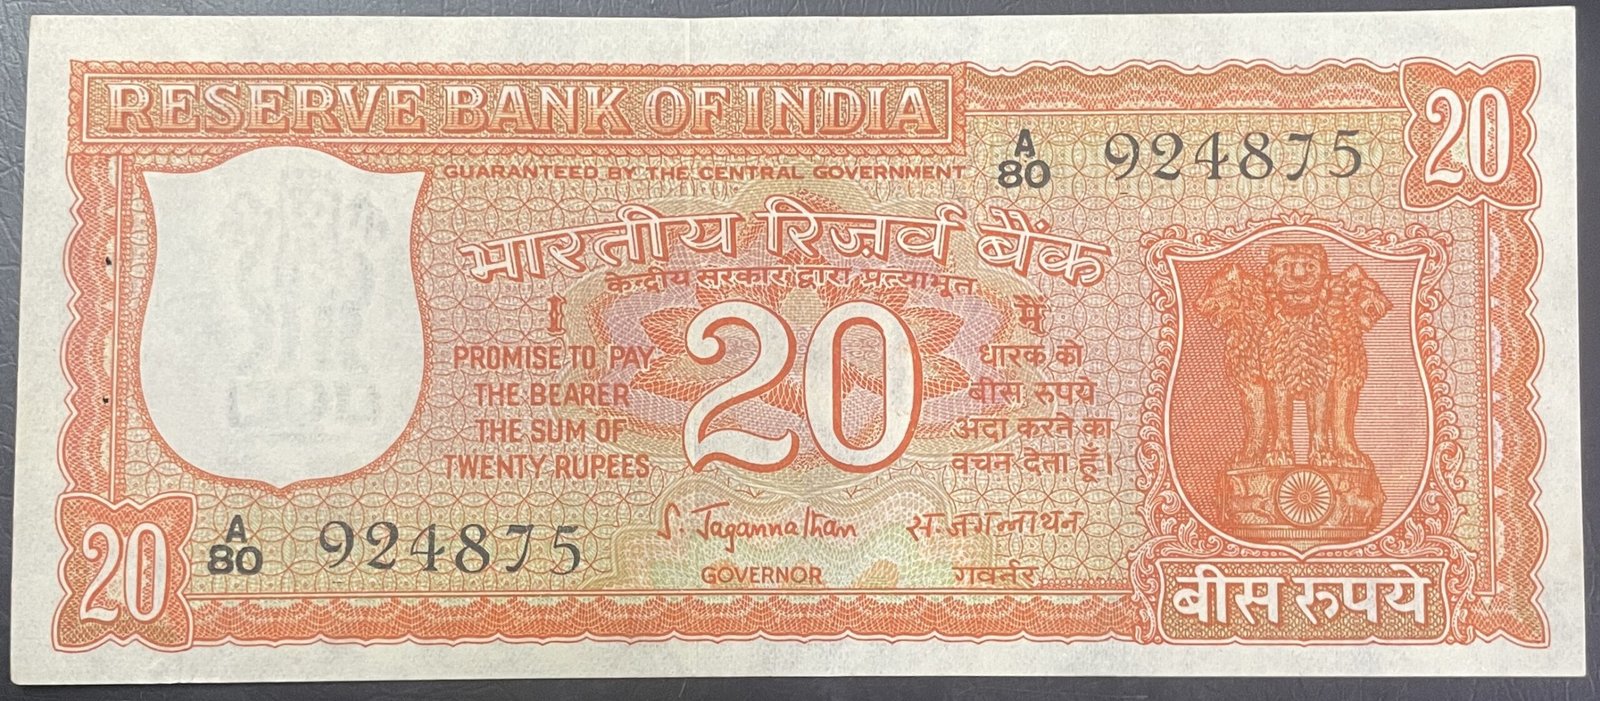 RESERVE BANK OF INDIA
20
GUARANTEED BY THE CENTRAL GOVERNMENT
A
80 924875
भारतीय रिज़र्व बैंक
केन्द्रीय सरकार द्वारा प्रत्याभूत
I
PROMISE TO PAY
THE BEARER
THE SUM OF
TWENTY RUPEES
20
मैं
धारक को
बीस रुपये
अदा करने का
वचन देता हूँ।
A
80 924875
S. Jagannathan
GOVERNOR
स. जगन्नाथन
गवर्नर
20
बीस रुपये